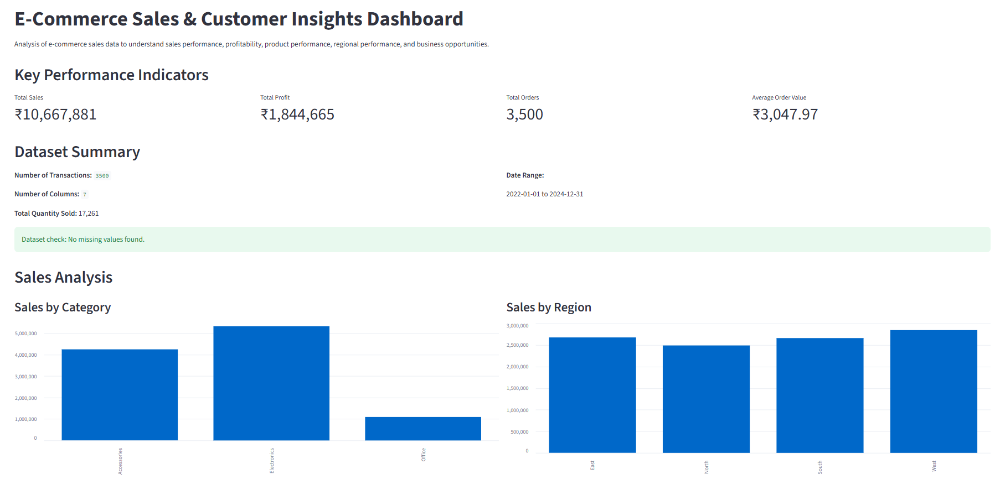 E-Commerce Sales & Customer Insights Dashboard
Analysis of e-commerce sales data to understand sales performance, profitability, product performance, regional performance, and business opportunities.
Key Performance Indicators
Total Sales
₹10,667,881
Total Profit
₹1,844,665
Total Orders
3,500
Average Order Value
₹3,047.97
Dataset Summary
Number of Transactions: 3500
Number of Columns: 7
Total Quantity Sold: 17,261
Date Range:
2022-01-01 to 2024-12-31
Dataset check: No missing values found.
Sales Analysis
Sales by Category
5,000,000
4,000,000
3,000,000
2,000,000
1,000,000
0
Accessories
Electronics
Office
Sales by Region
3,000,000
2,500,000
2,000,000
1,500,000
1,000,000
500,000
0
East
North
South
West